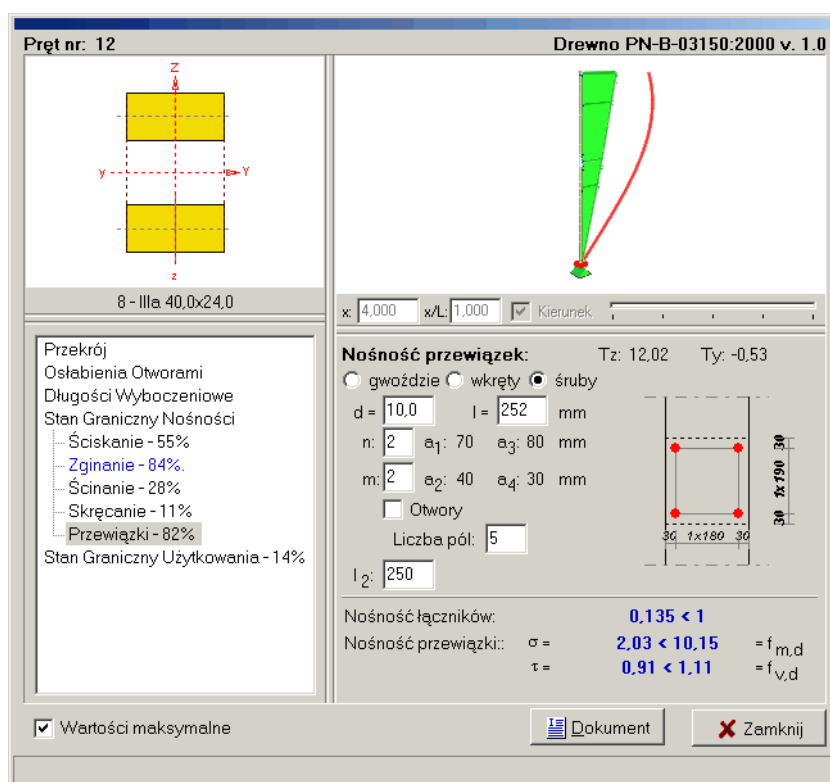 Pręt nr: 12
Drewno PN-B-03150:2000 v. 1.0
Z
y
Y
z
8 - IIIa 40,0x24,0
x: 4,000 x/L: 1,000 Kierunek
Przekrój
Osłabienia Otworami
Długości Wyboczeniowe
Stan Graniczny Nośności
Ściskanie - 55%
Zginanie - 84%.
Ścinanie - 28%
Skręcanie - 11%
Przewiązki - 82%
Stan Graniczny Użytkowania - 14%
Nośność przewiązek: Tz: 12,02 Ty: -0,53
gwoździe wkręty śruby
d = 10,0 l = 252 mm
n: 2 a1: 70 a3: 80 mm
m: 2 a2: 40 a4: 30 mm
Otwory
Liczba pól: 5
l2: 250
30 1x190 30
30 1x180 30
Nośność łączników: 0,135 < 1
Nośność przewiązki:: σ = 2,03 < 10,15 = fm,d
τ = 0,91 < 1,11 = fv,d
Wartości maksymalne
Dokument
Zamknij